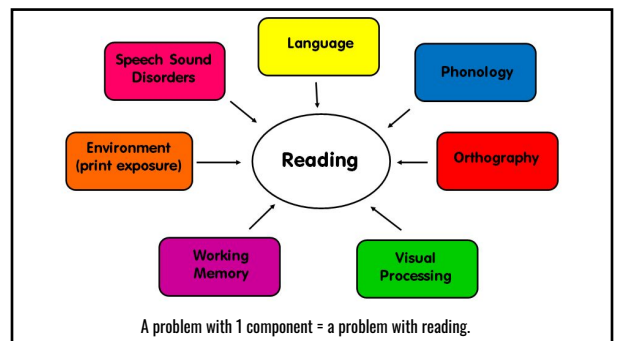 Language
Speech Sound
Disorders
Phonology
Environment
(print exposure)
Reading
Orthography
Working
Memory
Visual
Processing
A problem with 1 component = a problem with reading.